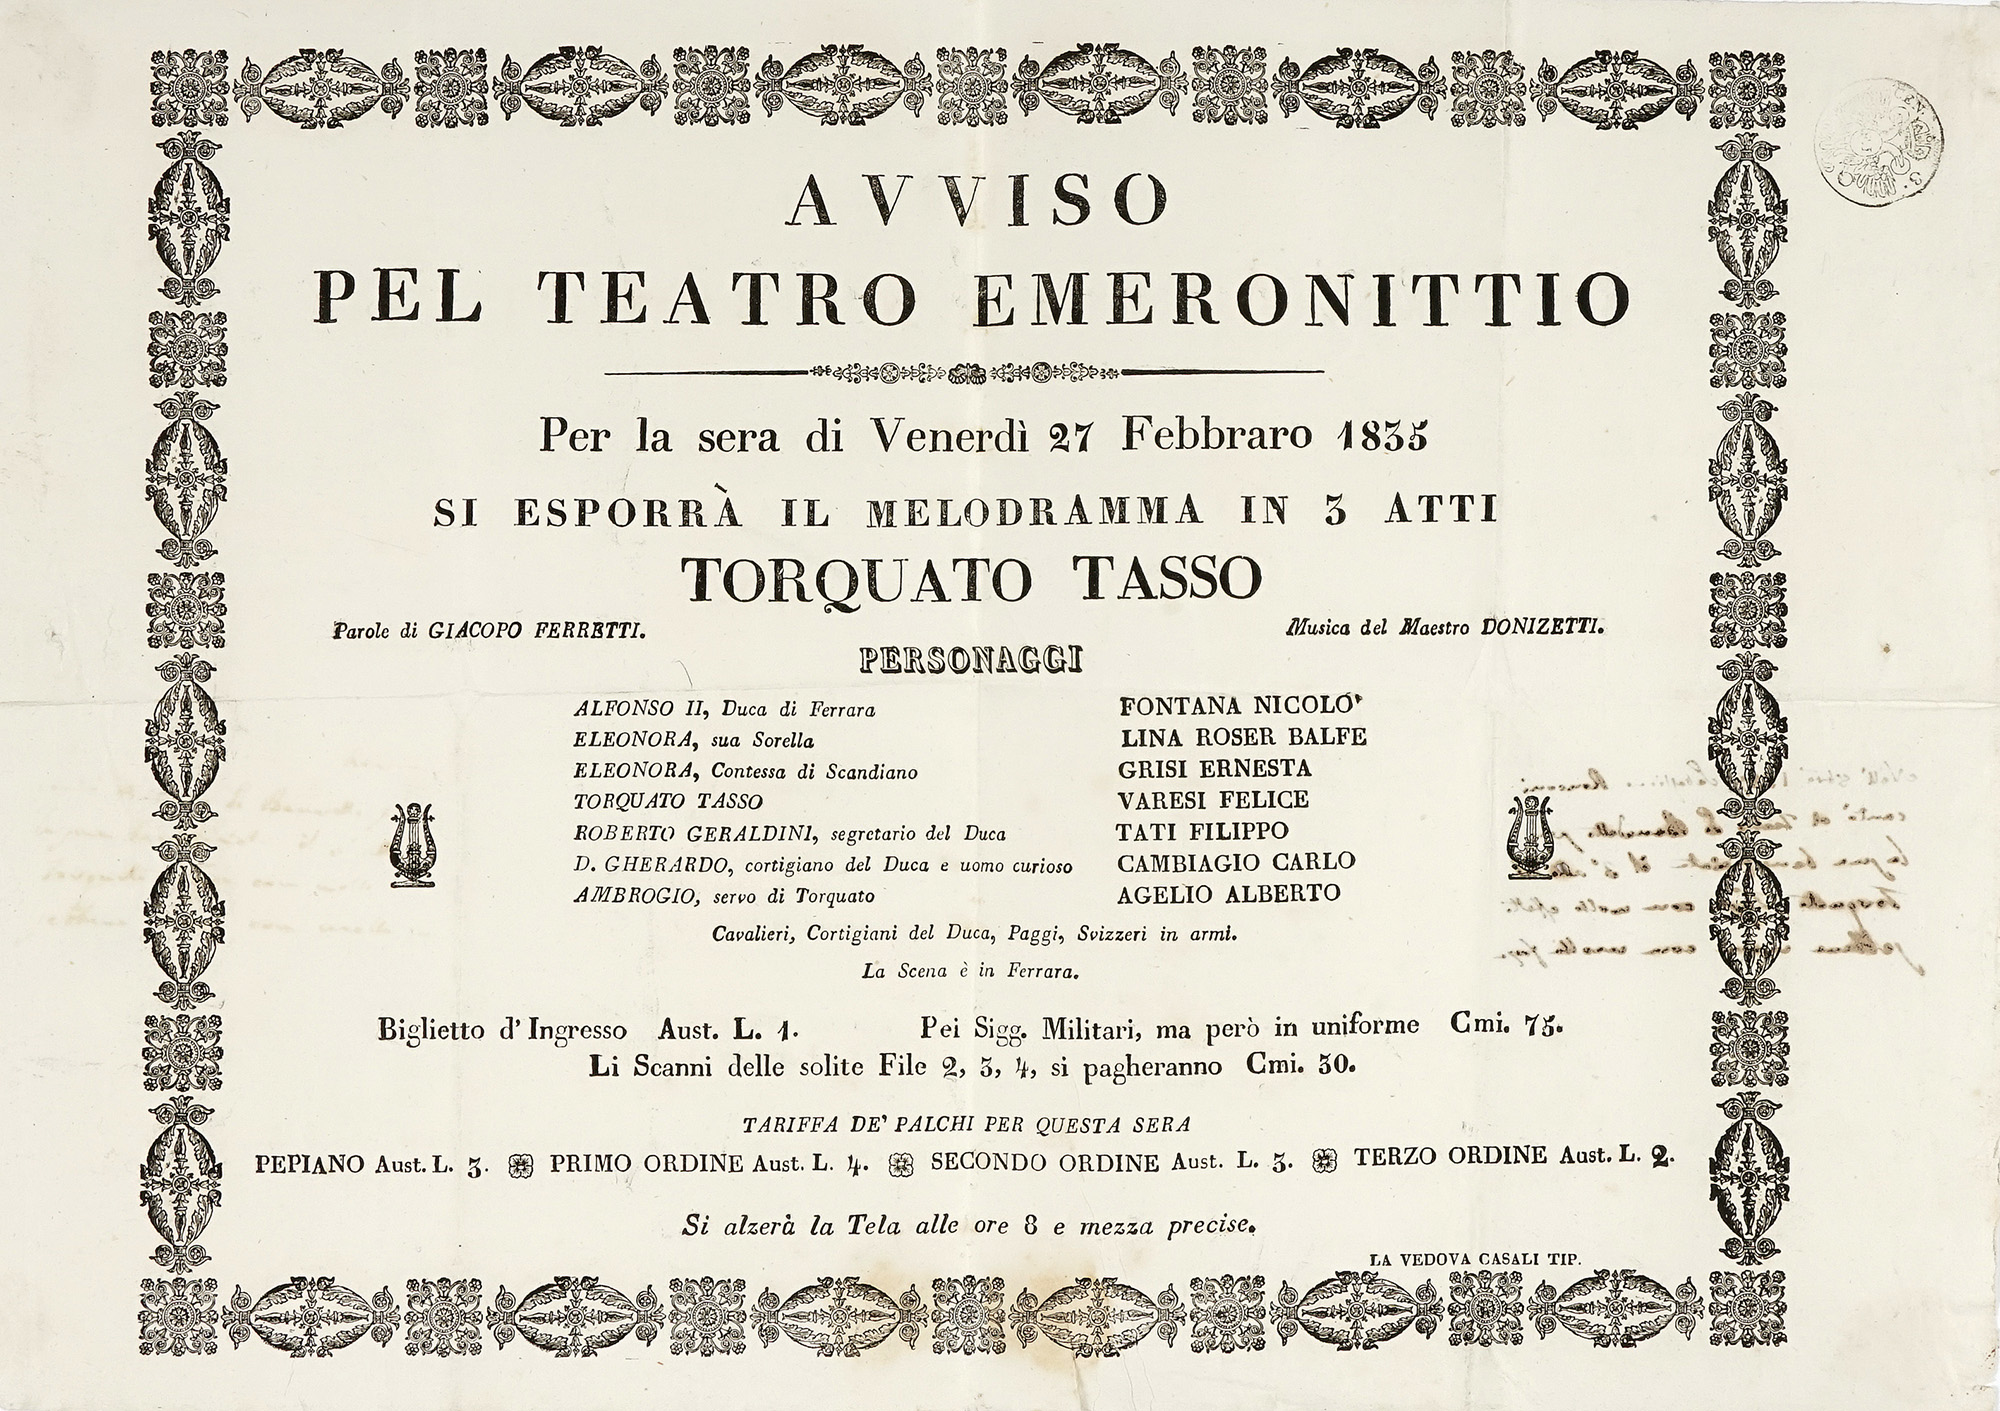 AVVISO
PEL TEATRO EMERONITTIO
Per la sera di Venerdì 27 Febbraro 1835
SI ESPORRÀ IL MELODRAMMA IN 3 ATTI
TORQUATO TASSO
Parole di GIACOPO FERRETTI. Musica del Maestro DONIZETTI.
PERSONAGGI
ALFONSO II, Duca di Ferrara FONTANA NICOLO'
ELEONORA, sua Sorella LINA ROSER BALFE
ELEONORA, Contessa di Scandiano GRISI ERNESTA
TORQUATO TASSO VARESI FELICE
ROBERTO GERALDINI, segretario del Duca TATI FILIPPO
D. GHERARDO, cortigiano del Duca e uomo curioso CAMBIAGIO CARLO
AMBROGIO, servo di Torquato AGELIO ALBERTO
Cavalieri, Cortigiani del Duca, Paggi, Svizzeri in armi.
La Scena è in Ferrara.
Biglietto d' Ingresso Aust. L. 1. Pei Sigg. Militari, ma però in uniforme Cmi. 75.
Li Scanni delle solite File 2, 3, 4, si pagheranno Cmi. 30.
TARIFFA DE' PALCHI PER QUESTA SERA
PEPIANO Aust. L. 3. PRIMO ORDINE Aust. L. 4. SECONDO ORDINE Aust. L. 3. TERZO ORDINE Aust. L. 2.
Si alzerà la Tela alle ore 8 e mezza precise.
LA VEDOVA CASALI TIP.